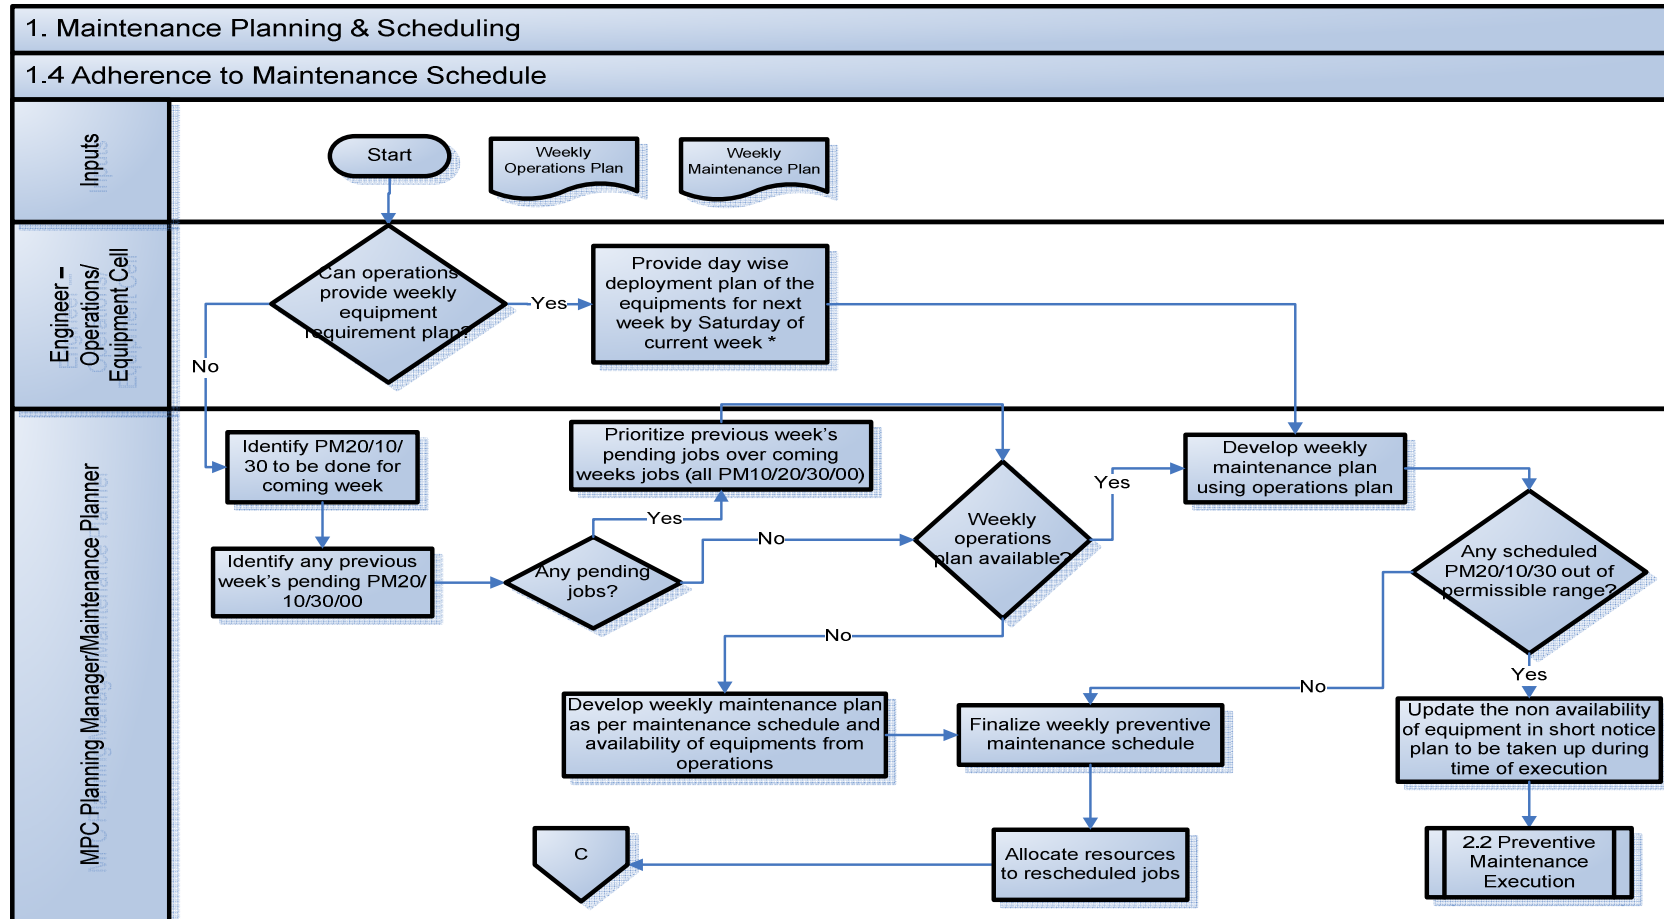 1. Maintenance Planning & Scheduling
1.4 Adherence to Maintenance Schedule
Inputs
Start
Weekly
Operations Plan
Weekly
Maintenance Plan
Engineer –
Operations/
Equipment Cell
Can operations
provide weekly
equipment
requirement plan?
Yes
Provide day wise
deployment plan of the
equipments for next
week by Saturday of
current week *
No
MPC Planning Manager/Maintenance Planner
Identify PM20/10/
30 to be done for
coming week
Identify any previous
week's pending PM20/
10/30/00
Any pending
jobs?
Yes
Prioritize previous week's
pending jobs over coming
weeks jobs (all PM10/20/30/00)
No
Weekly
operations
plan available?
Yes
Develop weekly
maintenance plan
using operations plan
Any scheduled
PM20/10/30 out of
permissible range?
No
Develop weekly maintenance plan
as per maintenance schedule and
availability of equipments from
operations
No
Finalize weekly preventive
maintenance schedule
Yes
Update the non availability
of equipment in short notice
plan to be taken up during
time of execution
C
Allocate resources
to rescheduled jobs
2.2 Preventive
Maintenance
Execution